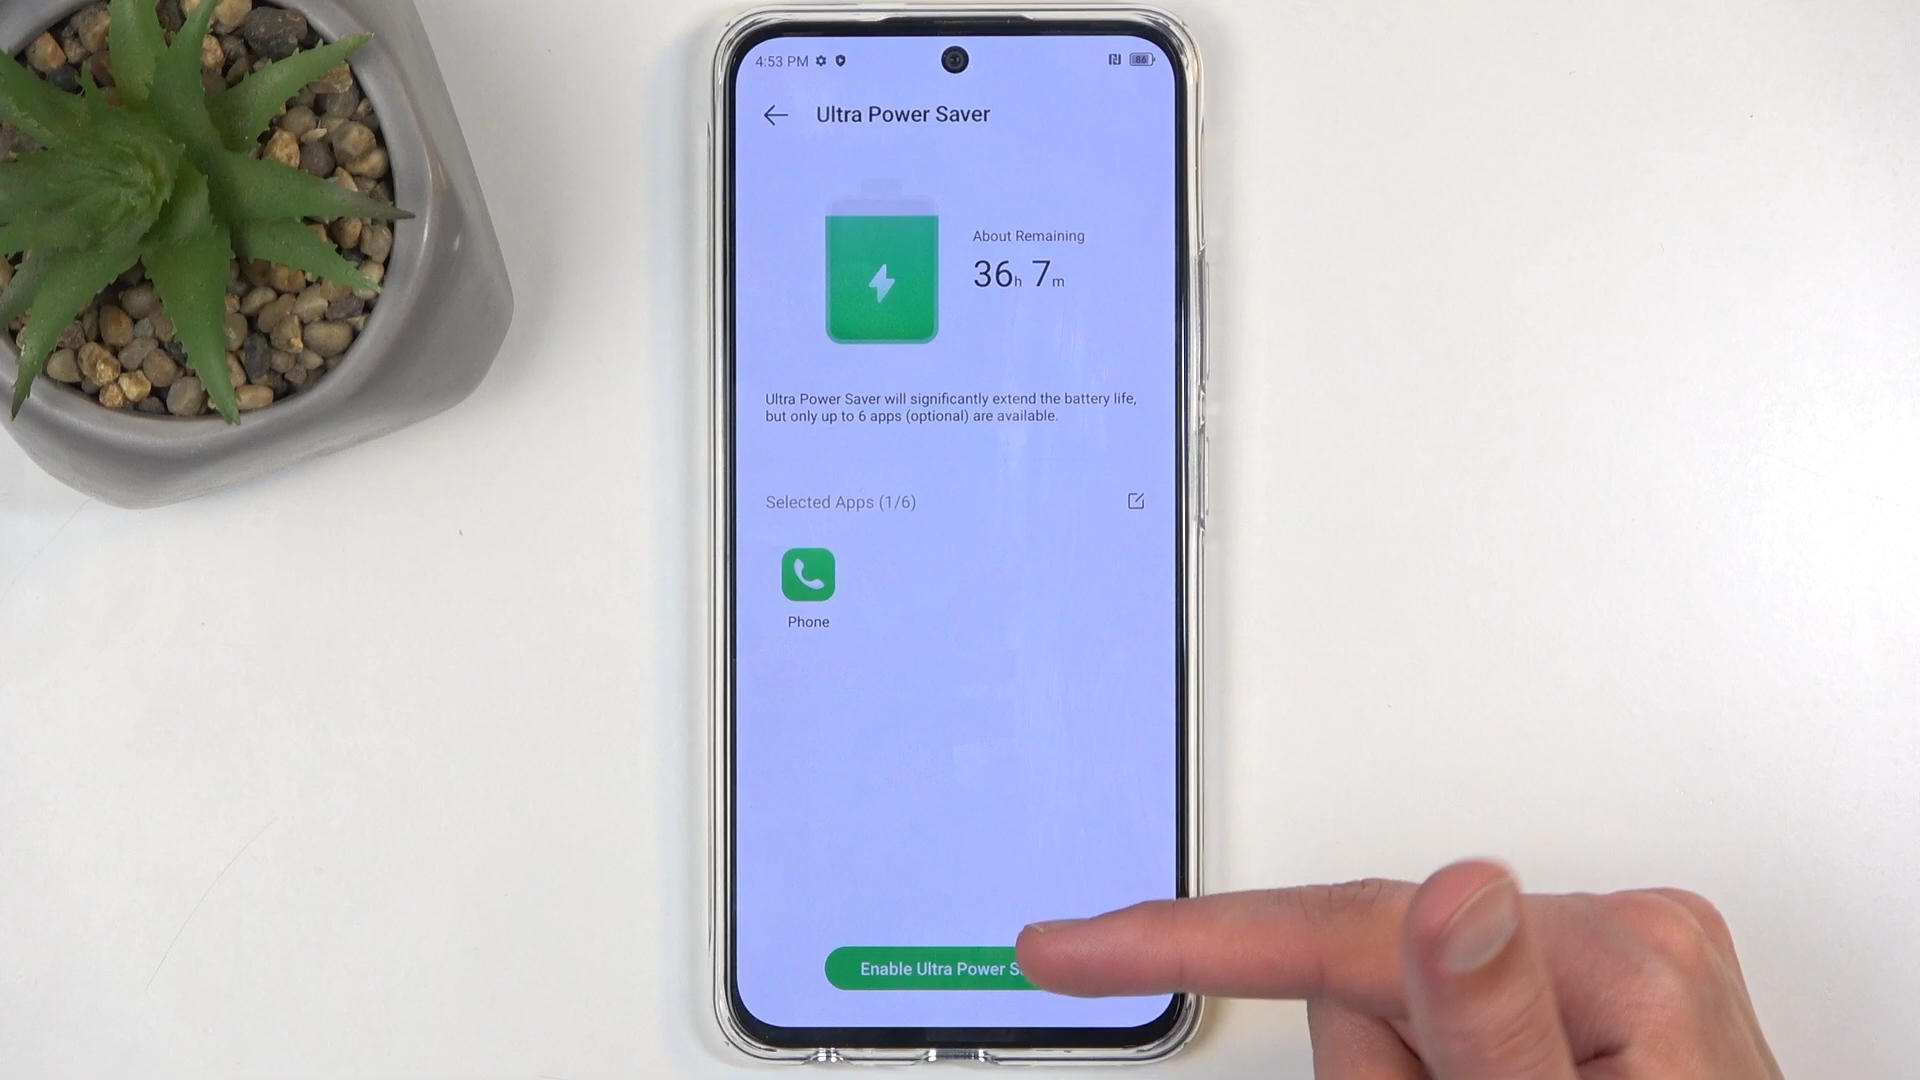 4:53 PM
86
Ultra Power Saver
About Remaining
36h 7m
Ultra Power Saver will significantly extend the battery life,
but only up to 6 apps (optional) are available.
Selected Apps (1/6)
Phone
Enable Ultra Power